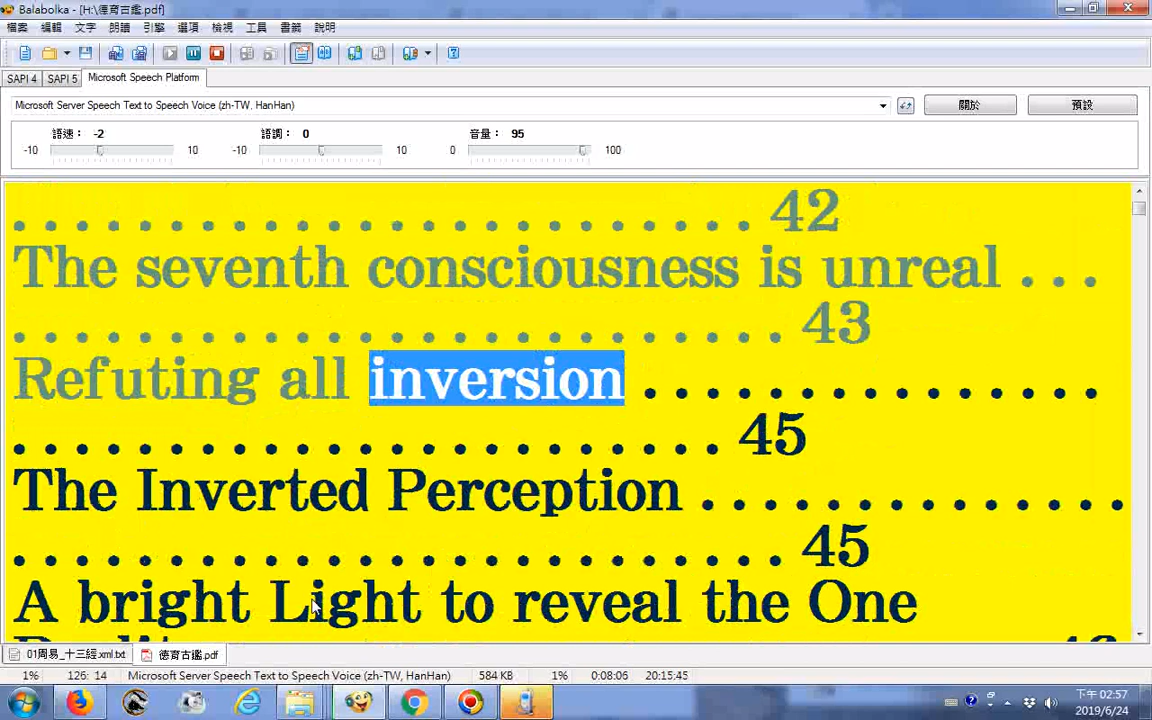 Balabolka - [H:\德育古鑑.pdf]
檔案 編輯 文字 朗讀 引擎 選項 檢視 工具 書籤 說明
SAPI 4 SAPI 5 Microsoft Speech Platform
Microsoft Server Speech Text to Speech Voice (zh-TW, HanHan) 關於 預設
語速： -2 語調： 0 音量： 95
-10 10 -10 10 0 100
. . . . . . . . . . . . . . . . . . . . . . . . 42
The seventh consciousness is unreal . . .
. . . . . . . . . . . . . . . . . . . . . . . . . 43
Refuting all inversion . . . . . . . . . . . . . . .
. . . . . . . . . . . . . . . . . . . . . . . 45
The Inverted Perception . . . . . . . . . . . . . .
. . . . . . . . . . . . . . . . . . . . . . . . . 45
A bright Light to reveal the One
01周易_十三經.xml.txt 德育古鑑.pdf
1% 126: 14 Microsoft Server Speech Text to Speech Voice (zh-TW, HanHan) 584 KB 1% 0:08:06 20:15:45
下午 02:57
2019/6/24